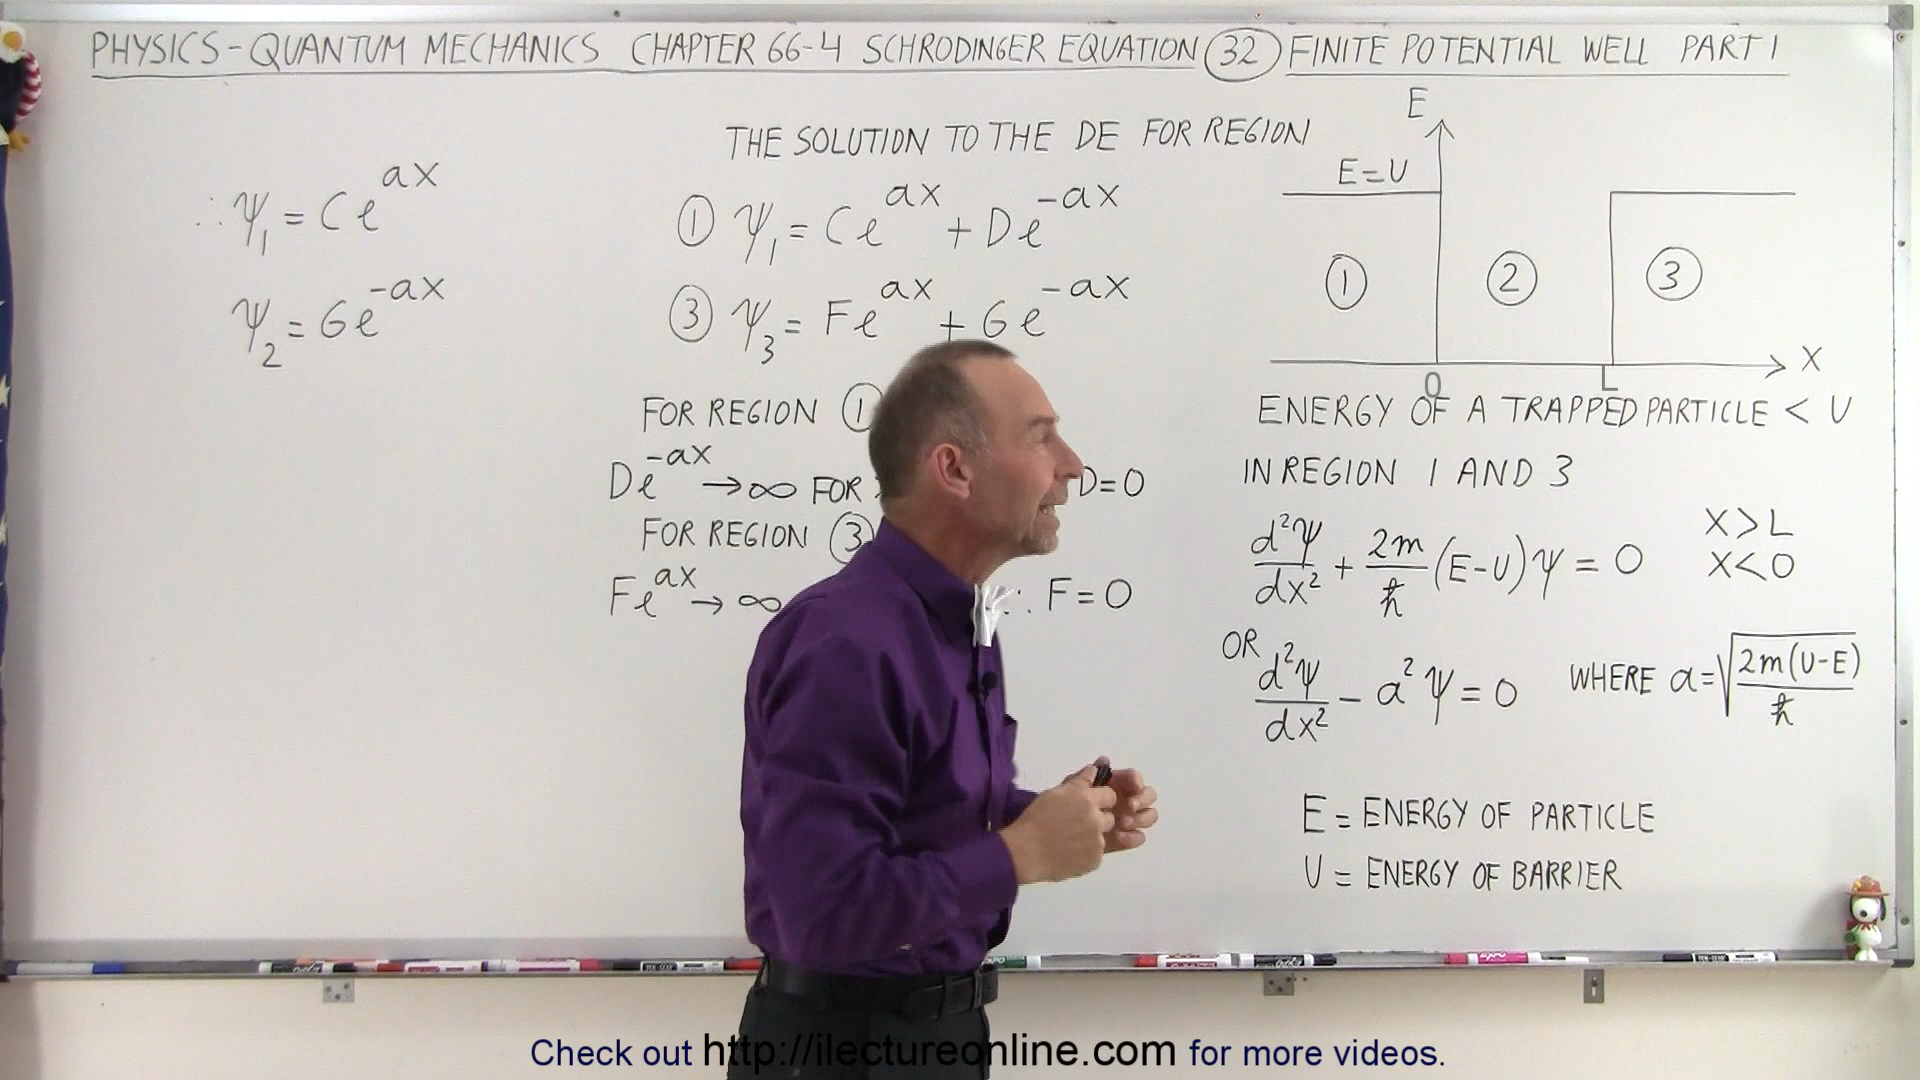 PHYSICS - QUANTUM MECHANICS CHAPTER 66-4 SCHRODINGER EQUATION 32 FINITE POTENTIAL WELL PART 1
∴ ψ₁ = Ce^{ax}
ψ₂ = Ge^{-ax}
THE SOLUTION TO THE DE FOR REGION
① ψ₁ = Ce^{ax} + De^{-ax}
③ ψ₃ = Fe^{ax} + Ge^{-ax}
FOR REGION ①
De^{-ax} → ∞ FOR D=0
FOR REGION ③
Fe^{ax} → ∞ ∴ F=0
E
E=U
① ② ③
0 L X
ENERGY OF A TRAPPED PARTICLE < U
IN REGION 1 AND 3
d²ψ/dx² + 2m/ħ (E-U)ψ = 0 X>L
X<0
OR d²ψ/dx² - a²ψ = 0 WHERE a = √(2m(U-E)/ħ)
E = ENERGY OF PARTICLE
U = ENERGY OF BARRIER
Check out http://ilectureonline.com for more videos.